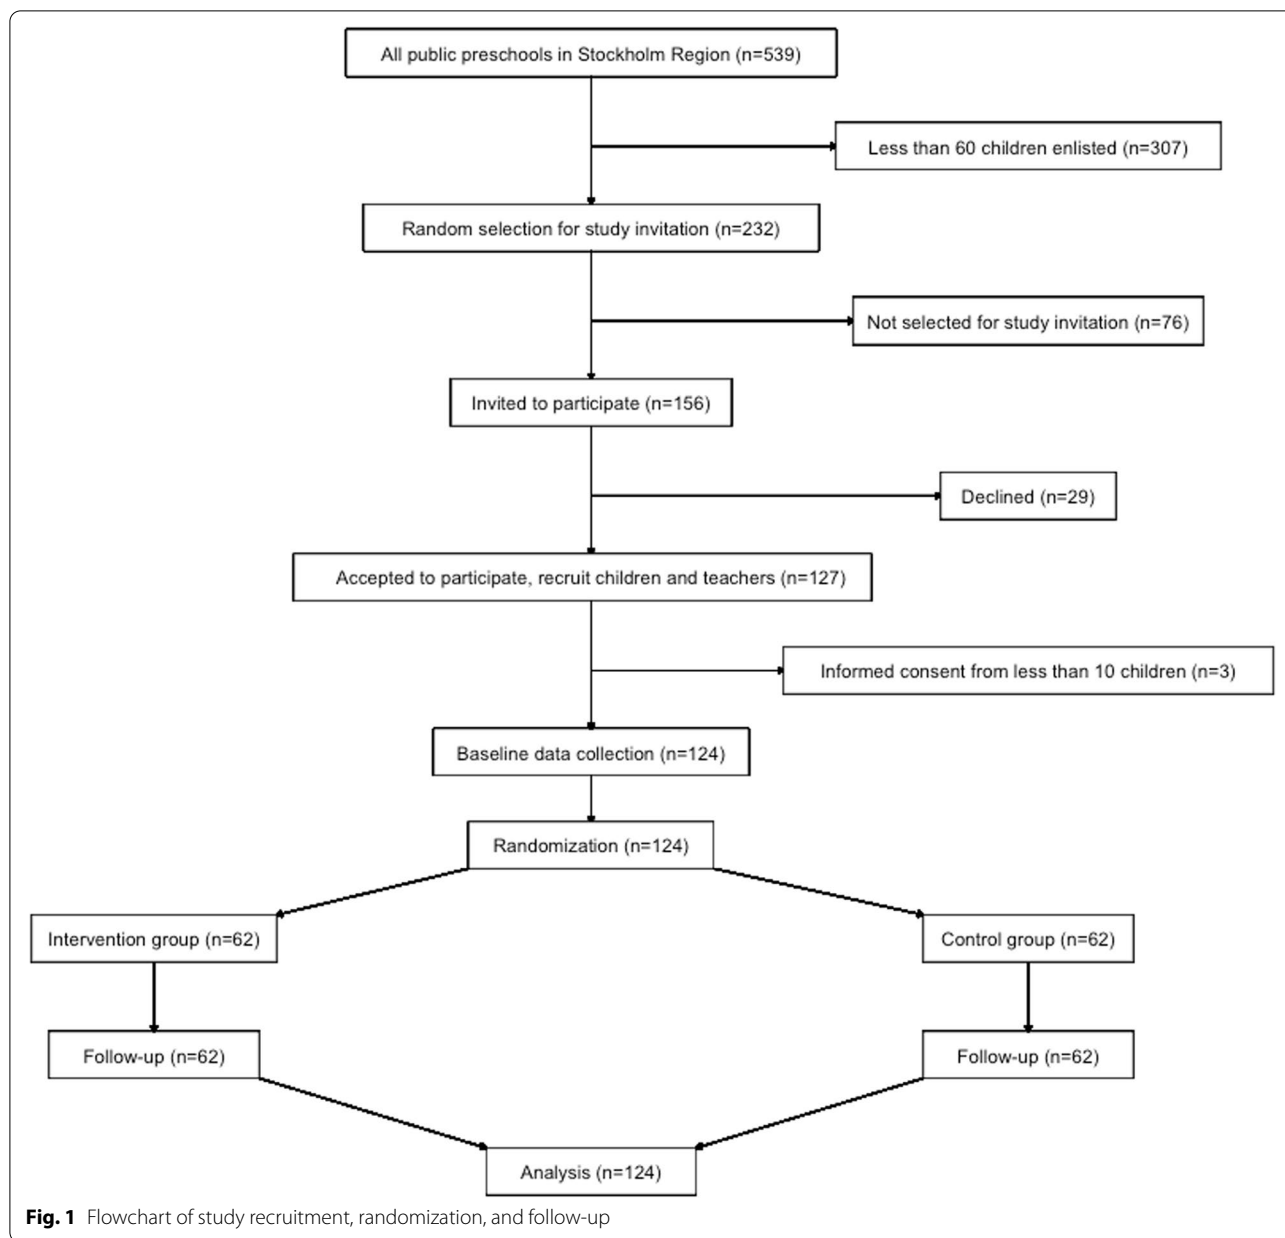 All public preschools in Stockholm Region (n=539)
Less than 60 children enlisted (n=307)
Random selection for study invitation (n=232)
Not selected for study invitation (n=76)
Invited to participate (n=156)
Declined (n=29)
Accepted to participate, recruit children and teachers (n=127)
Informed consent from less than 10 children (n=3)
Baseline data collection (n=124)
Randomization (n=124)
Intervention group (n=62)
Control group (n=62)
Follow-up (n=62)
Follow-up (n=62)
Analysis (n=124)
Fig. 1 Flowchart of study recruitment, randomization, and follow-up